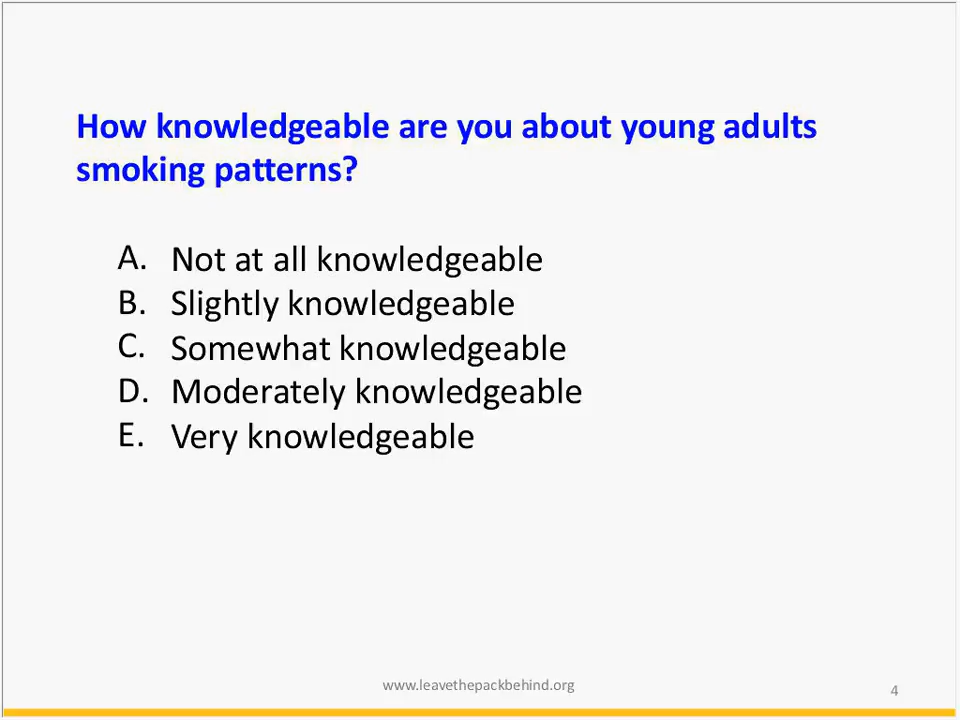 How knowledgeable are you about young adults
smoking patterns?
A. Not at all knowledgeable
B. Slightly knowledgeable
C. Somewhat knowledgeable
D. Moderately knowledgeable
E. Very knowledgeable
www.leavethepackbehind.org
4